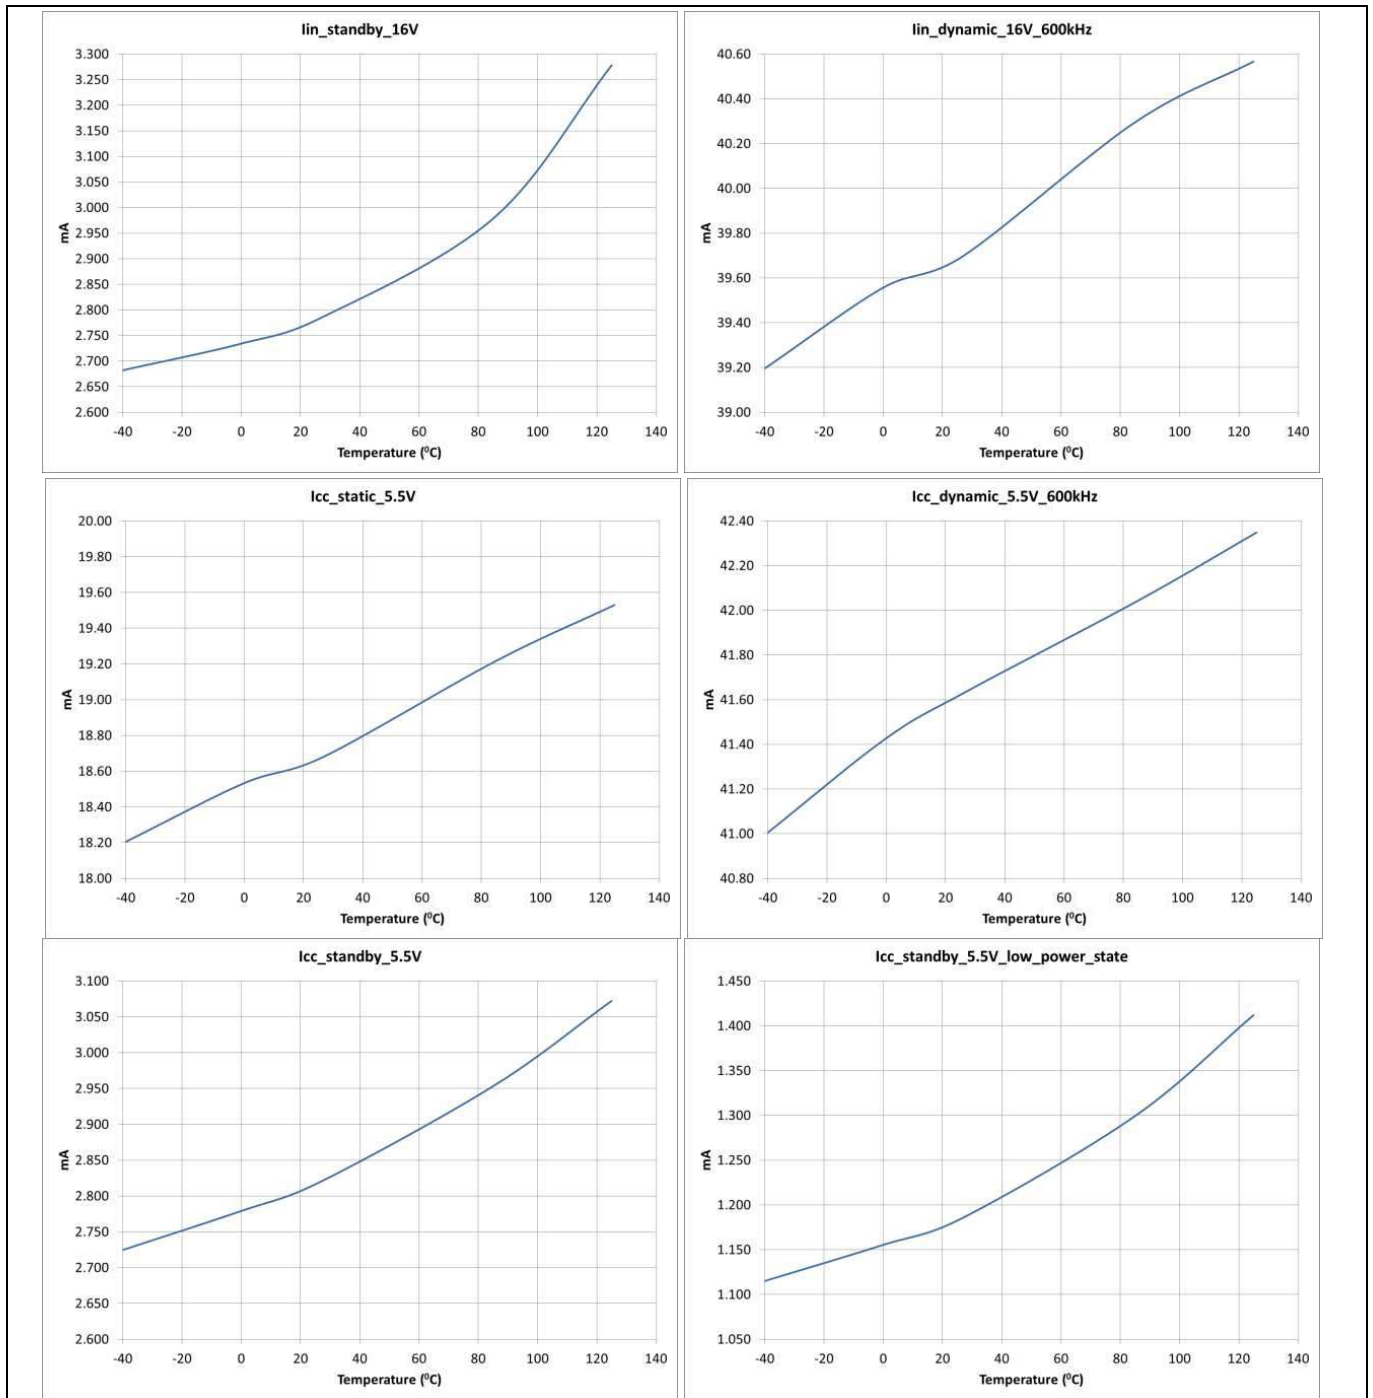 Iin_standby_16V
3.300
3.250
3.200
3.150
3.100
3.050
3.000
2.950
2.900
2.850
2.800
2.750
2.700
2.650
2.600
mA
-40 -20 0 20 40 60 80 100 120 140
Temperature (⁰C)
Iin_dynamic_16V_600kHz
40.60
40.40
40.20
40.00
39.80
39.60
39.40
39.20
39.00
mA
-40 -20 0 20 40 60 80 100 120 140
Temperature (⁰C)
Icc_static_5.5V
20.00
19.80
19.60
19.40
19.20
19.00
18.80
18.60
18.40
18.20
18.00
mA
-40 -20 0 20 40 60 80 100 120 140
Temperature (⁰C)
Icc_dynamic_5.5V_600kHz
42.40
42.20
42.00
41.80
41.60
41.40
41.20
41.00
40.80
mA
-40 -20 0 20 40 60 80 100 120 140
Temperature (⁰C)
Icc_standby_5.5V
3.100
3.050
3.000
2.950
2.900
2.850
2.800
2.750
2.700
2.650
2.600
mA
-40 -20 0 20 40 60 80 100 120 140
Temperature (⁰C)
Icc_standby_5.5V_low_power_state
1.450
1.400
1.350
1.300
1.250
1.200
1.150
1.100
1.050
mA
-40 -20 0 20 40 60 80 100 120 140
Temperature (⁰C)